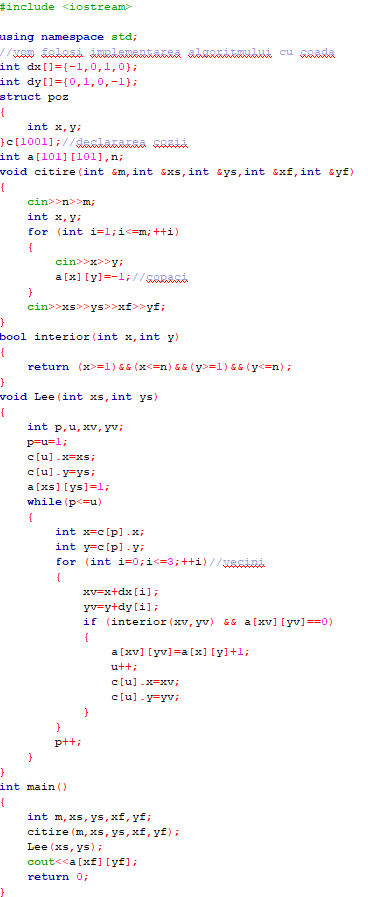 #include <iostream>

using namespace std;
//vom folosi implementarea algoritmului cu coada
int dx[]={-1,0,1,0};
int dy[]={0,1,0,-1};
struct poz
{
    int x,y;
}c[1001];//declararea cozii
int a[101][101],n;
void citire(int &m,int &xs,int &ys,int &xf,int &yf)
{
    cin>>n>>m;
    int x,y;
    for (int i=1;i<=m;++i)
    {
        cin>>x>>y;
        a[x][y]=-1;//copaci
    }
    cin>>xs>>ys>>xf>>yf;
}
bool interior(int x,int y)
{
    return (x>=1)&&(x<=n)&&(y>=1)&&(y<=n);
}
void Lee(int xs,int ys)
{
    int p,u,xv,yv;
    p=u=1;
    c[u].x=xs;
    c[u].y=ys;
    a[xs][ys]=1;
    while(p<=u)
    {
        int x=c[p].x;
        int y=c[p].y;
        for (int i=0;i<=3;++i)//vecini
        {
            xv=x+dx[i];
            yv=y+dy[i];
            if (interior(xv,yv) && a[xv][yv]==0)
            {
                a[xv][yv]=a[x][y]+1;
                u++;
                c[u].x=xv;
                c[u].y=yv;
            }
        }
        p++;
    }
}
int main()
{
    int m,xs,ys,xf,yf;
    citire(m,xs,ys,xf,yf);
    Lee(xs,ys);
    cout<<a[xf][yf];
    return 0;
}